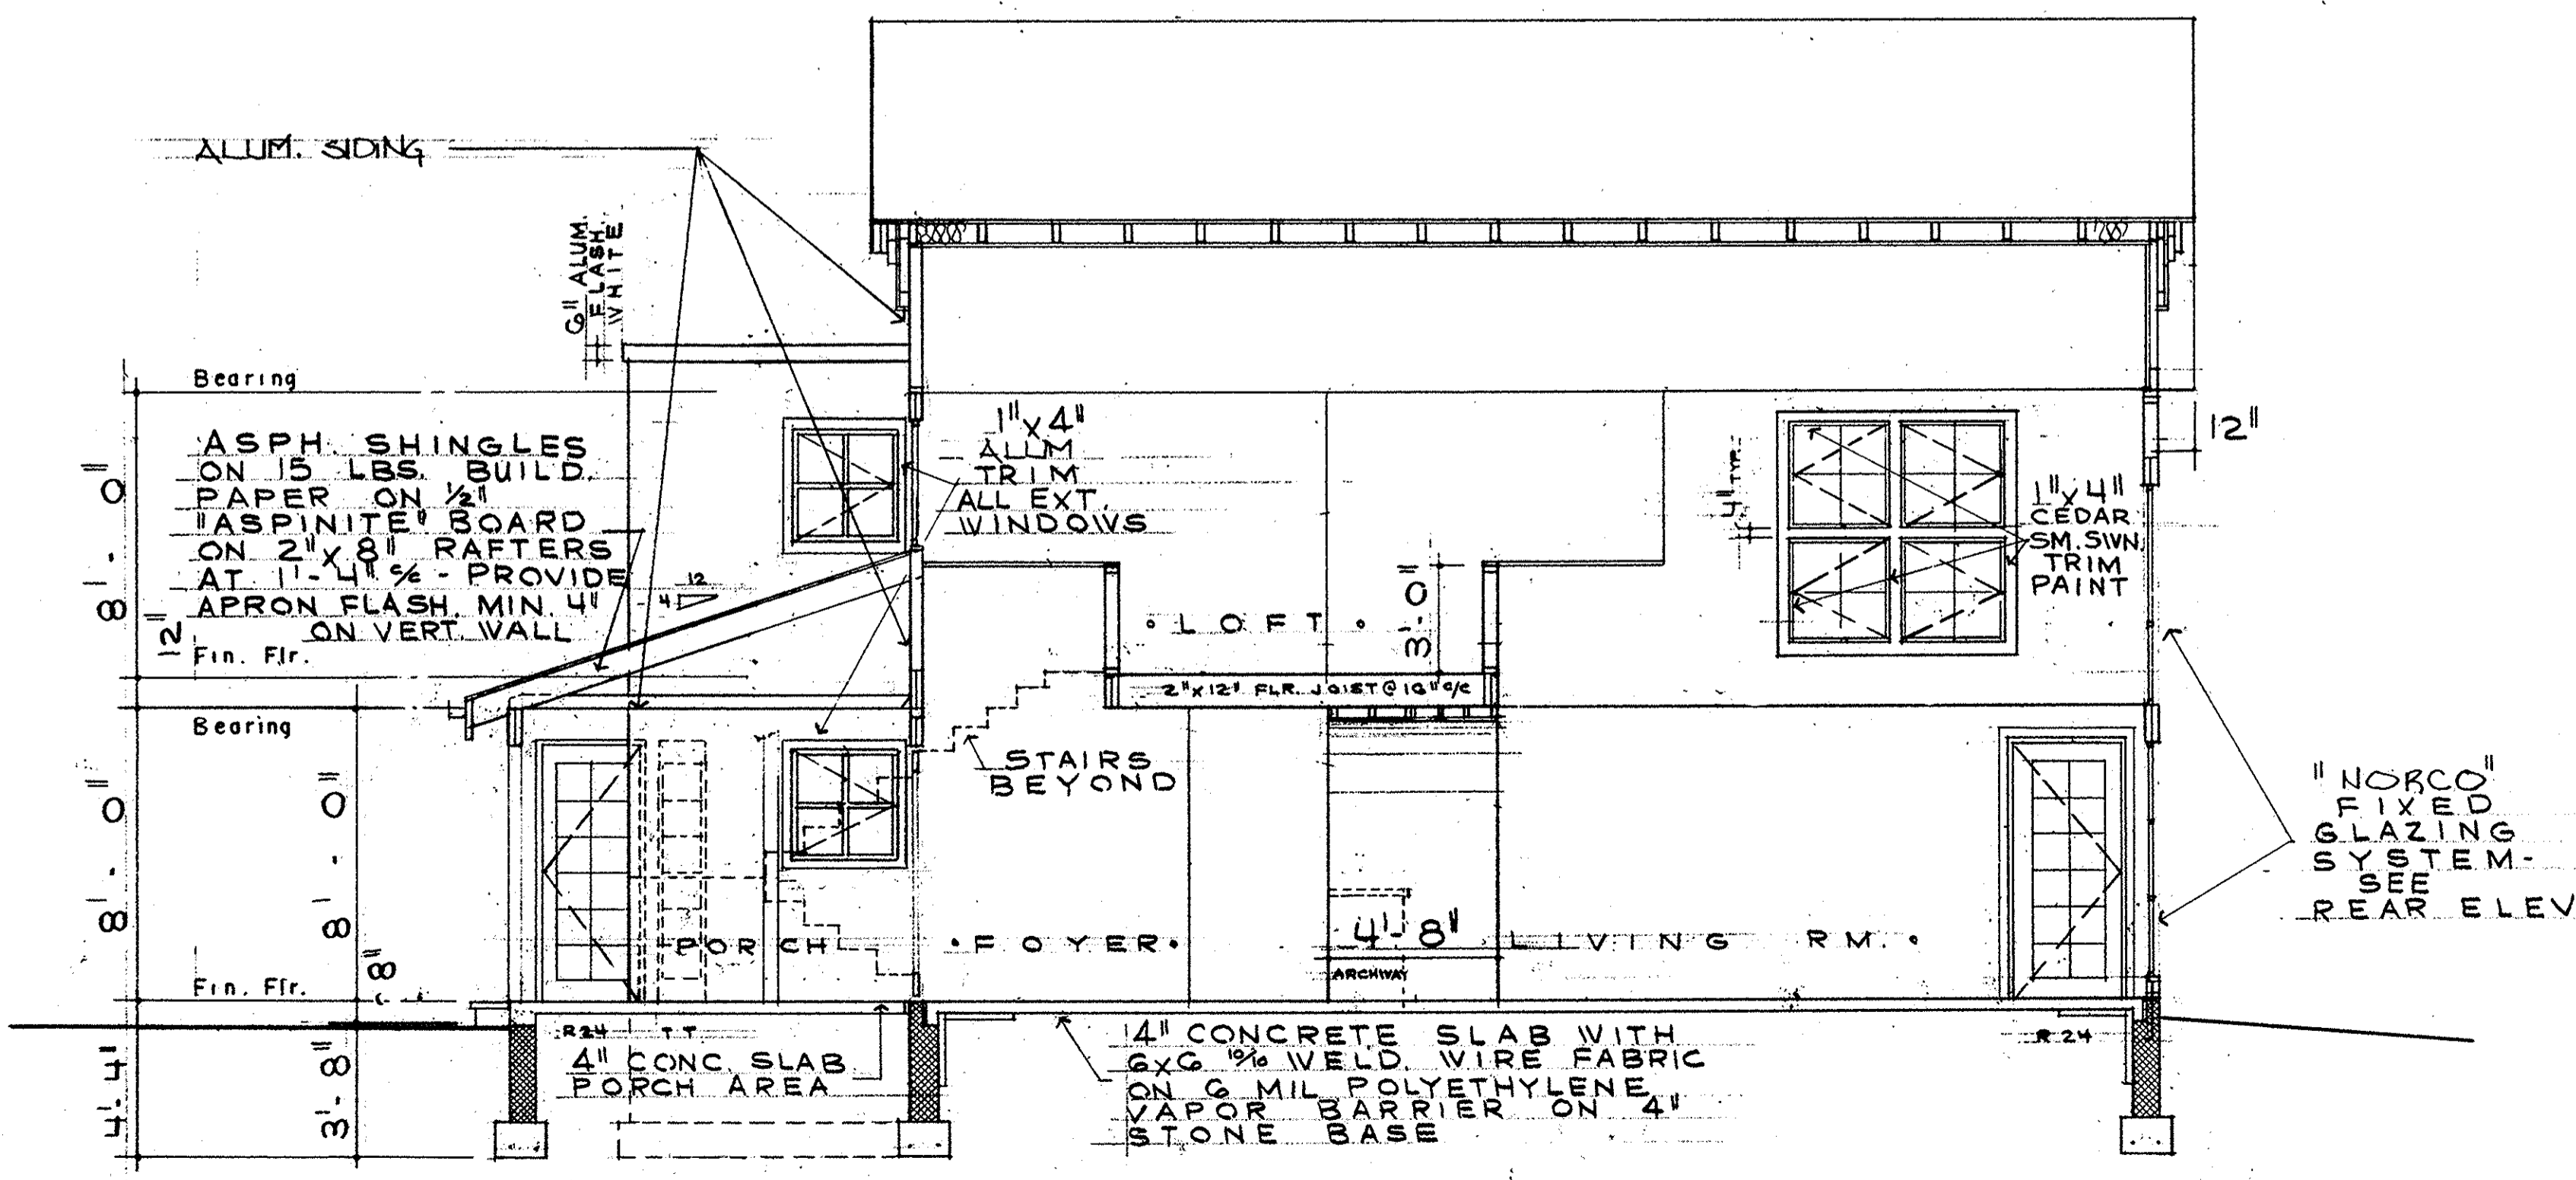 ALUM. SIDING
6" ALUM.
FLASH.
WHITE
Bearing
ASPH. SHINGLES
ON 15 LBS. BUILD.
PAPER ON 1/2"
"ASPINITE" BOARD
ON 2"x8" RAFTERS
AT 1'-4" c/c - PROVIDE
APRON FLASH. MIN. 4"
ON VERT. WALL
8'-0"
12"
Fin. Flr.
Bearing
12
4
1"x4"
ALUM
TRIM
ALL EXT.
WINDOWS
• LOFT •
3'-0"
2"x12" FLR. JOIST @ 16" c/c
4" TYP.
1"x4"
CEDAR
SM. SWN.
TRIM
PAINT
12"
STAIRS
BEYOND
"NORCO"
FIXED
GLAZING
SYSTEM-
SEE
REAR ELEV
8'-0"
8'-0"
8"
Fin. Flr.
PORCH
• FOYER •
4'-8"
ARCHWAY
LIVING RM. •
4'-4"
3'-8"
R24
4" CONC. SLAB
PORCH AREA
4" CONCRETE SLAB WITH
6x6 10/10 WELD. WIRE FABRIC
ON 6 MIL POLYETHYLENE
VAPOR BARRIER ON 4"
STONE BASE
R24